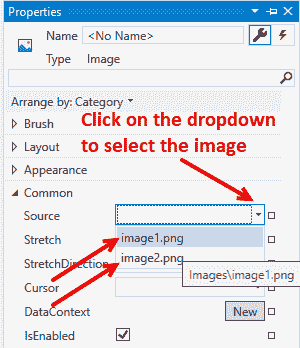 Properties
Name <No Name>
Type Image
Arrange by: Category
Brush
Click on the dropdown
Layout
to select the image
Appearance
Common
Source
Stretch
image1.png
StretchDirection
image2.png
Images\image1.png
Cursor
DataContext New
IsEnabled